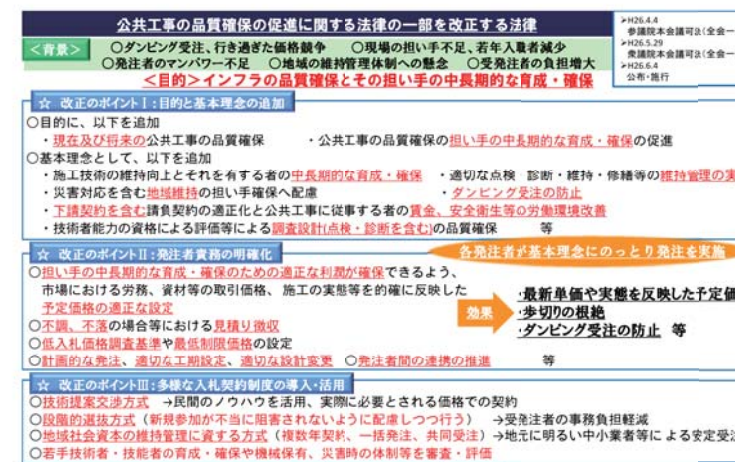 公共工事の品質確保の促進に関する法律の一部を改正する法律
➢H26.4.4
参議院本会議可決(全会一
➢H26.5.29
衆議院本会議可決(全会一
➢H26.6.4
公布・施行
<背景>
○ダンピング受注、行き過ぎた価格競争 ○現場の担い手不足、若年入職者減少
○発注者のマンパワー不足 ○地域の維持管理体制への懸念 ○受発注者の負担増大
<目的>インフラの品質確保とその担い手の中長期的な育成・確保
☆ 改正のポイントⅠ:目的と基本理念の追加
○目的に、以下を追加
・現在及び将来の公共工事の品質確保 ・公共工事の品質確保の担い手の中長期的な育成・確保の促進
○基本理念として、以下を追加
・施工技術の維持向上とそれを有する者の中長期的な育成・確保 ・適切な点検 診断・維持・修繕等の維持管理の実
・災害対応を含む地域維持の担い手確保へ配慮 ・ダンピング受注の防止
・下請契約を含む請負契約の適正化と公共工事に従事する者の賃金、安全衛生等の労働環境改善
・技術者能力の資格による評価等による調査設計(点検・診断を含む)の品質確保 等
☆ 改正のポイントⅡ:発注者責務の明確化
各発注者が基本理念にのっとり発注を実施
○担い手の中長期的な育成・確保のための適正な利潤が確保できるよう、
市場における労務、資材等の取引価格、施工の実態等を的確に反映した
予定価格の適正な設定
○不調、不落の場合等における見積り徴収
○低入札価格調査基準や最低制限価格の設定
○計画的な発注、適切な工期設定、適切な設計変更 ○発注者間の連携の推進 等
効果
・最新単価や実態を反映した予定価
・歩切りの根絶
・ダンピング受注の防止 等
☆ 改正のポイントⅢ:多様な入札契約制度の導入・活用
○技術提案交渉方式 →民間のノウハウを活用、実際に必要とされる価格での契約
○段階的選抜方式(新規参加が不当に阻害されないように配慮しつつ行う) →受発注者の事務負担軽減
○地域社会資本の維持管理に資する方式(複数年契約、一括発注、共同受注)→地元に明るい中小業者等による安定受
○若手技術者・技能者の育成・確保や機械保有、災害時の体制等を審査・評価